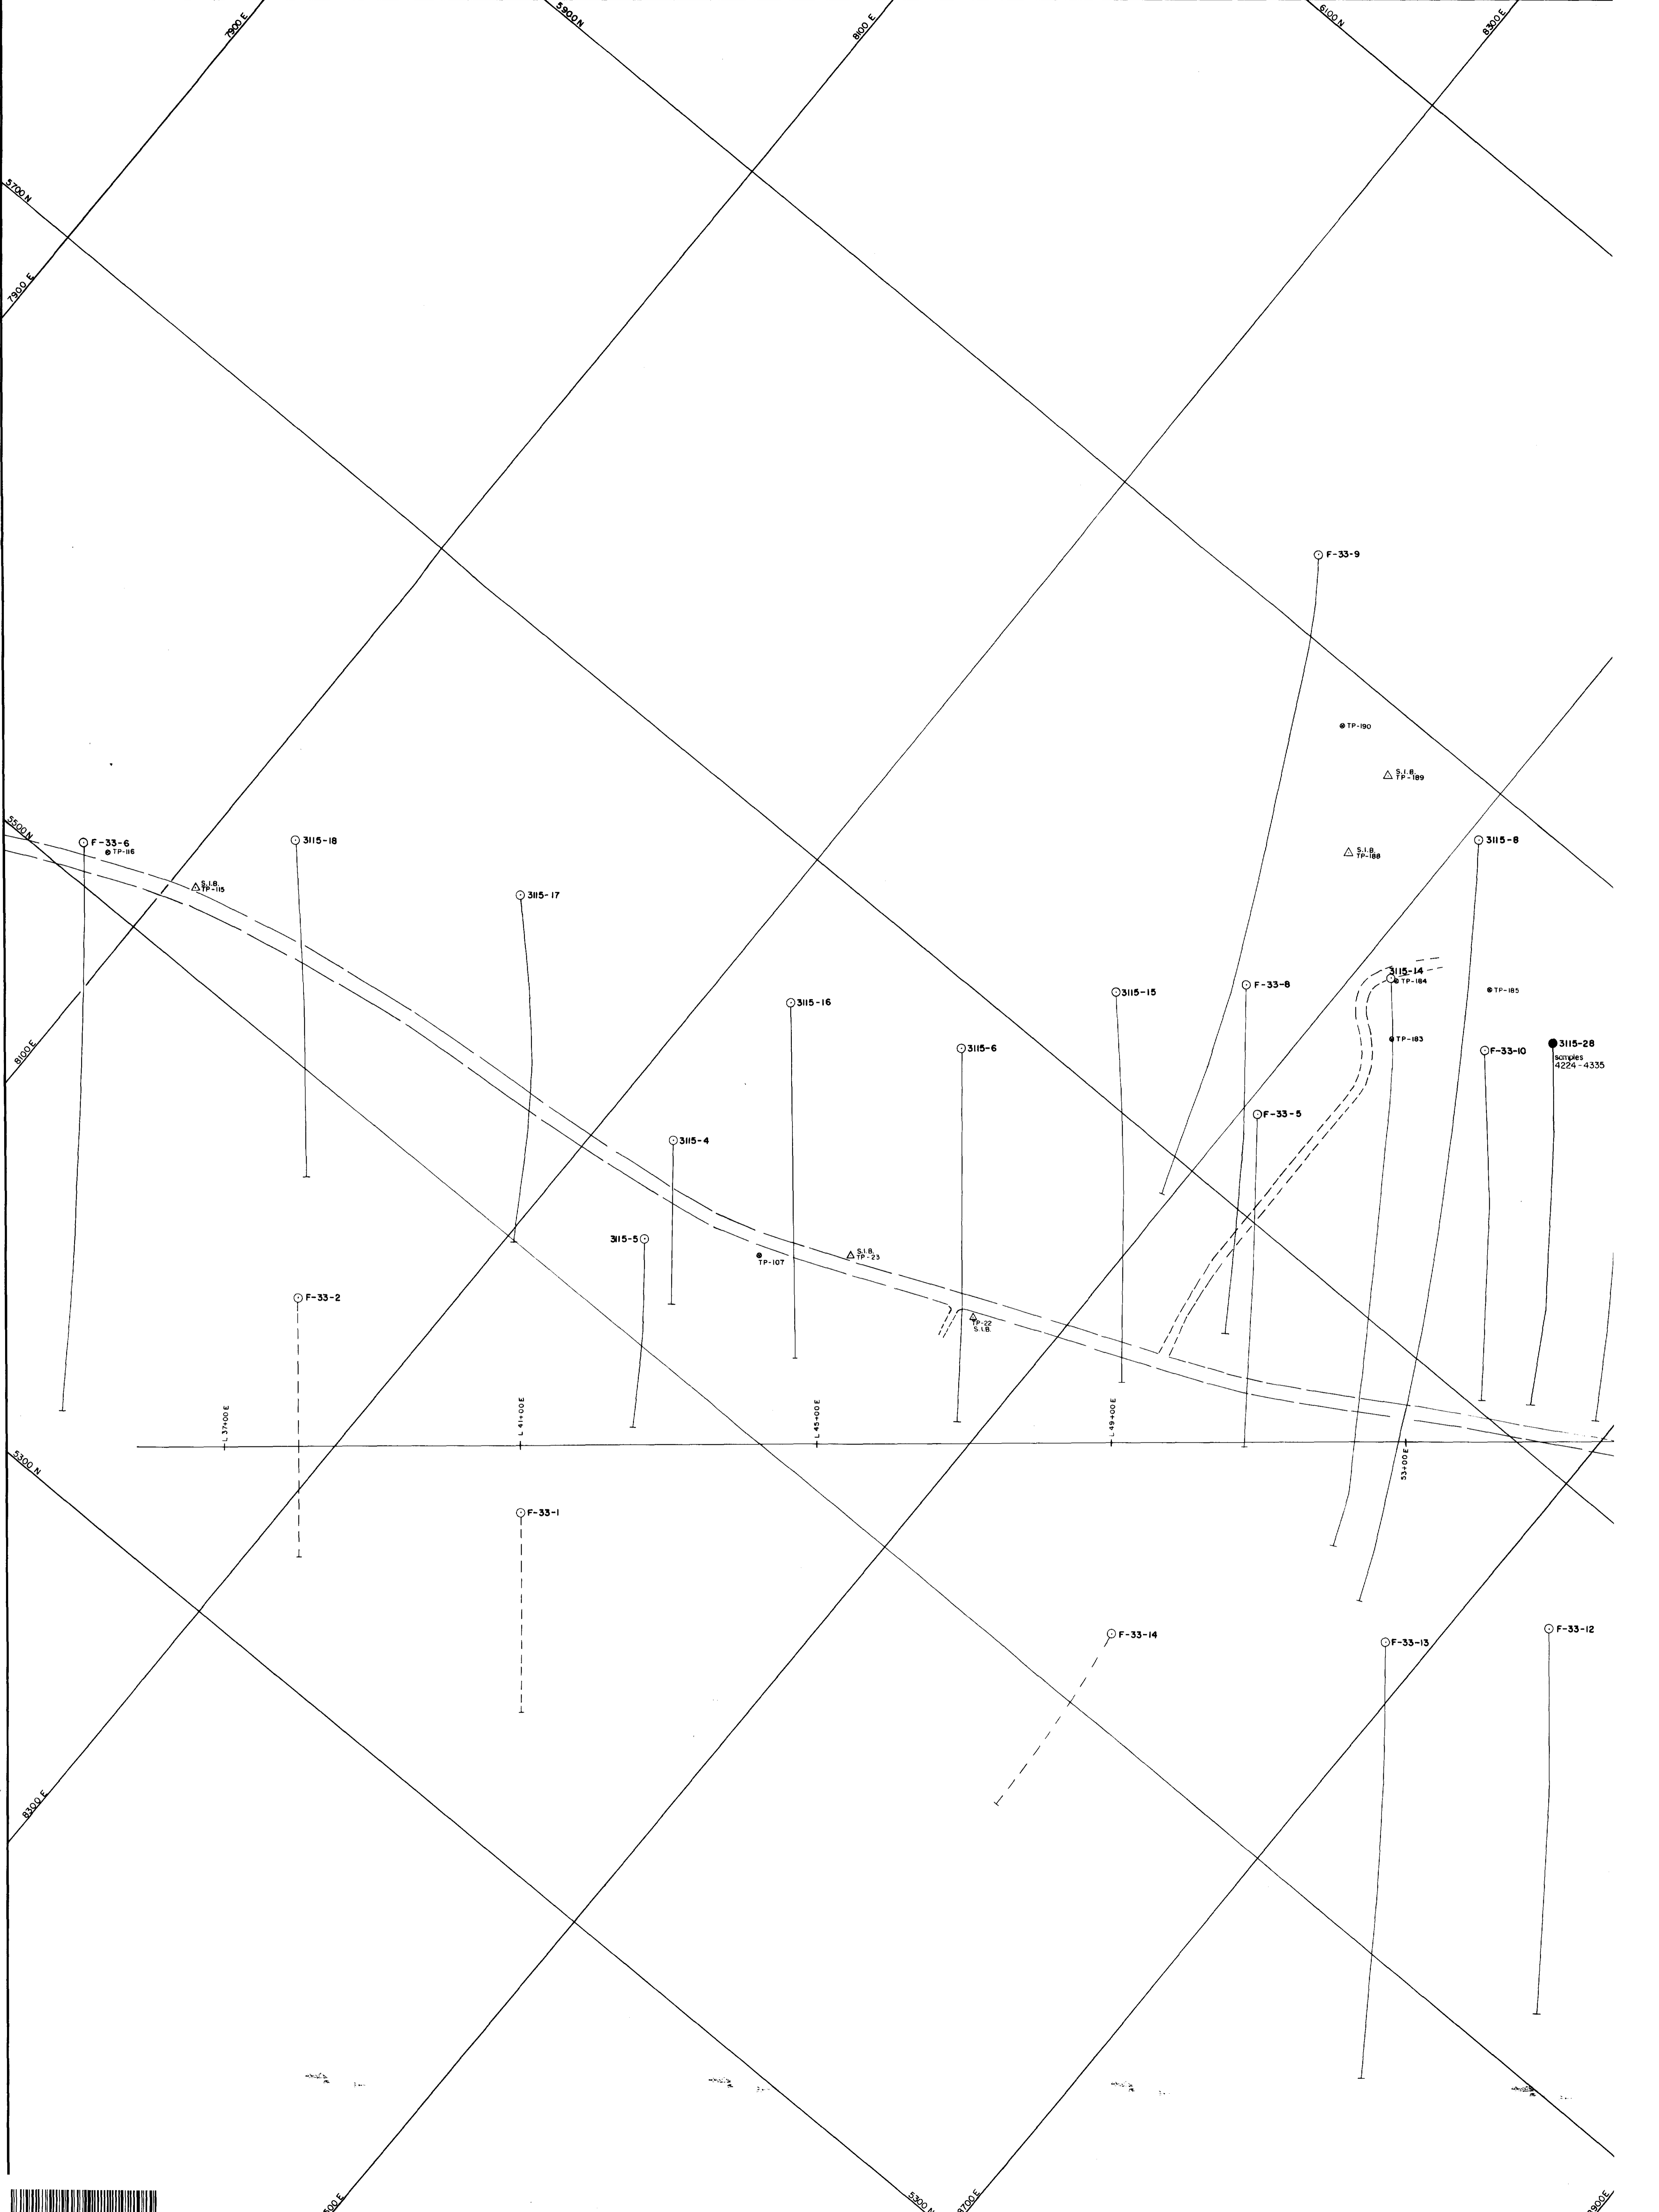 7900 E
5900 N
8100 E
6100 N
8300 E
5700 N
7900 E
F-33-9
TP-190
S.I.B.
TP-189
5500 N
F-33-6
TP-116
3115-18
S.I.B.
TP-188
3115-8
S.I.B.
TP-115
3115-17
3115-14
TP-184
F-33-8
TP-185
3115-15
3115-16
TP-183
3115-28
samples
4224-4335
3115-6
F-33-10
8100 E
F-33-5
3115-4
3115-5
S.I.B.
TP-23
TP-107
F-33-2
TP-22
S.I.B.
L 37+00 E
L 41+00 E
L 45+00 E
L 49+00 E
53+00 E
5300 N
F-33-1
F-33-14
F-33-13
F-33-12
8300 E
5300 N